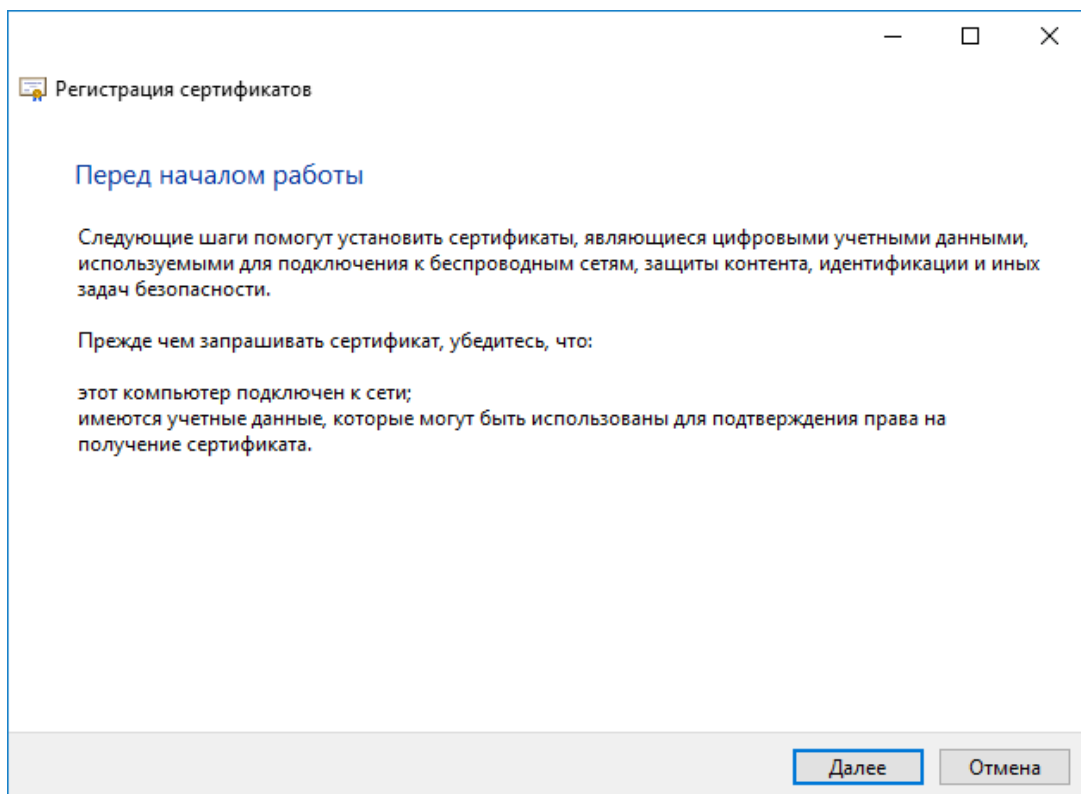 Регистрация сертификатов
Перед началом работы
Следующие шаги помогут установить сертификаты, являющиеся цифровыми учетными данными,
используемыми для подключения к беспроводным сетям, защиты контента, идентификации и иных
задач безопасности.
Прежде чем запрашивать сертификат, убедитесь, что:
этот компьютер подключен к сети;
имеются учетные данные, которые могут быть использованы для подтверждения права на
получение сертификата.
Далее
Отмена